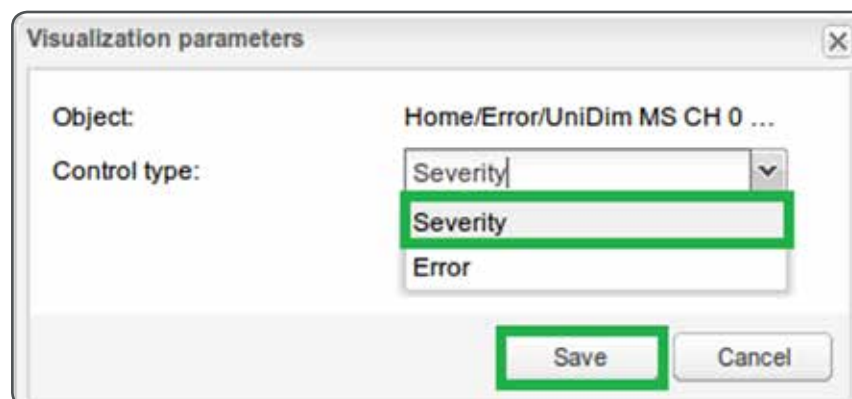 Visualization parameters
Object: Home/Error/UniDim MS CH 0 ...
Control type: Severity
Severity
Error
Save Cancel